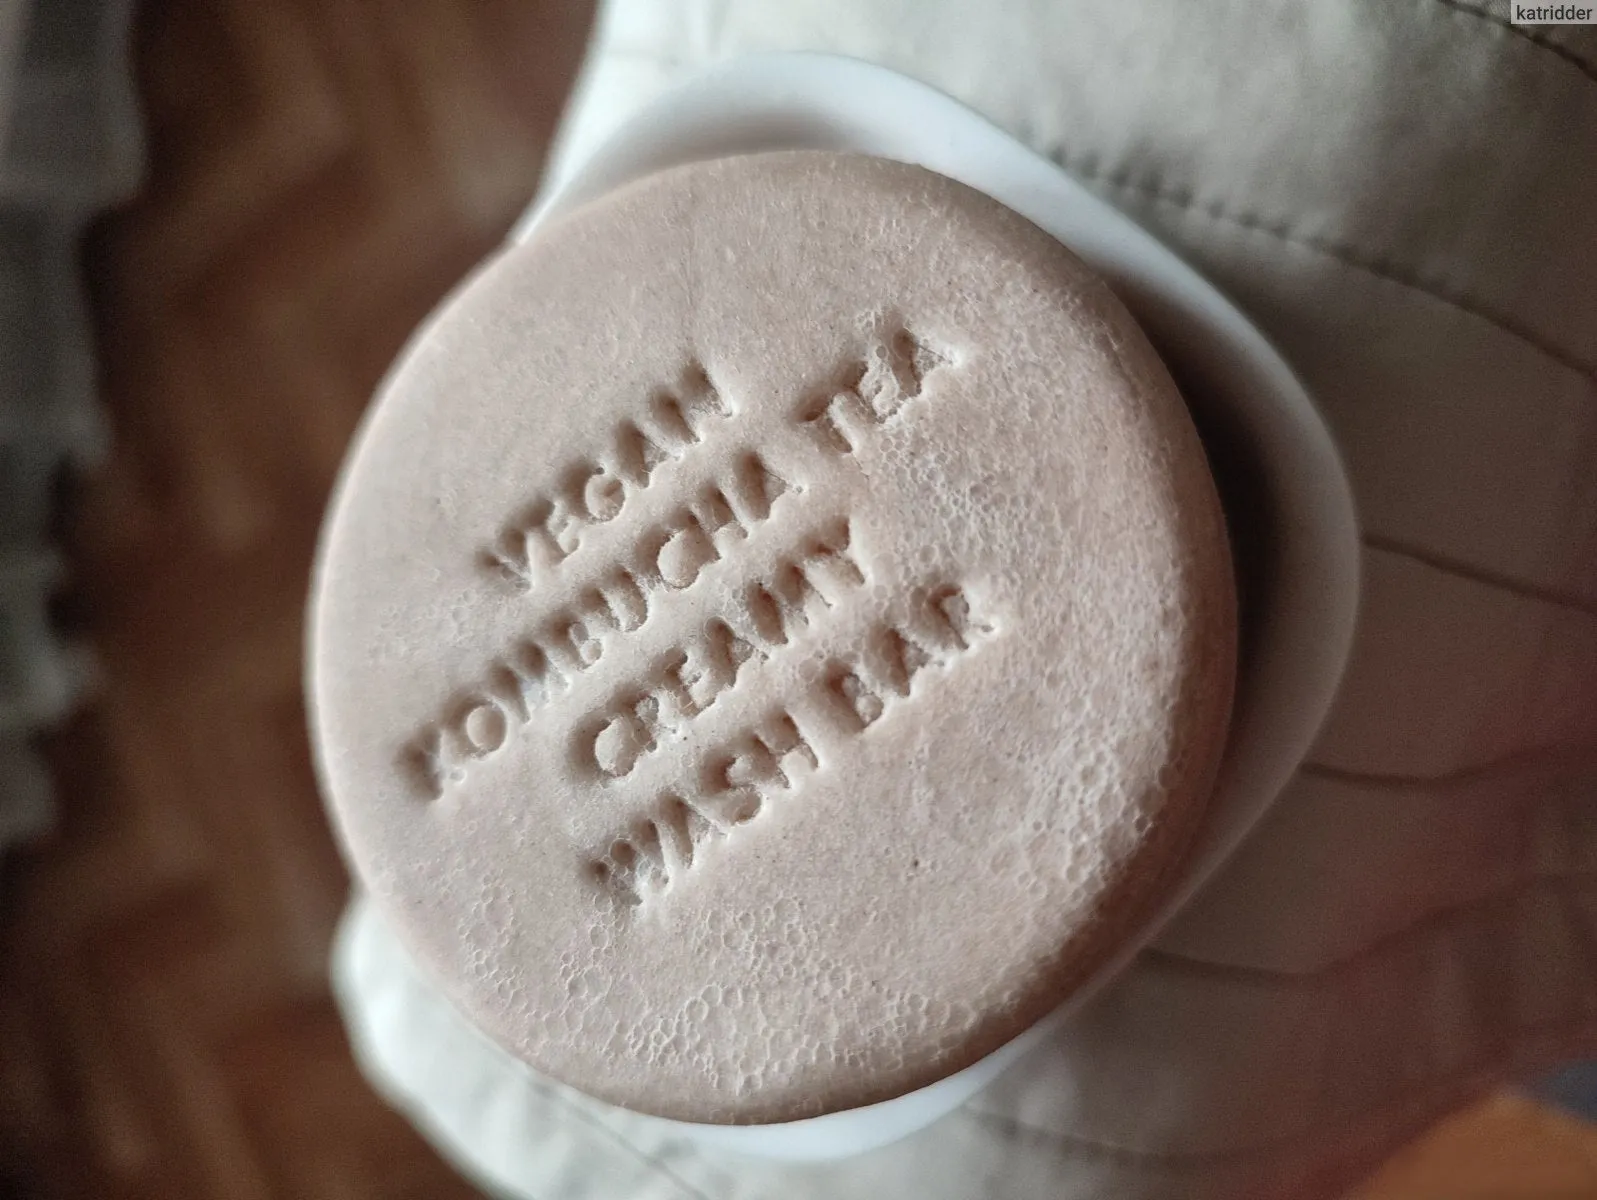 katridder
VEGAN
KOMBUCHA TEA
CREAMY
WASH BAR